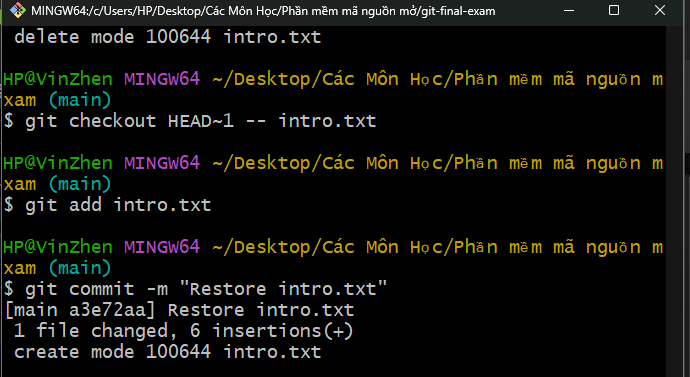 MINGW64:/c/Users/HP/Desktop/Các Môn Học/Phần mềm mã nguồn mở/git-final-exam
 delete mode 100644 intro.txt
HP@VinZhen MINGW64 ~/Desktop/Các Môn Học/Phần mềm mã nguồn m
xam (main)
$ git checkout HEAD~1 -- intro.txt
HP@VinZhen MINGW64 ~/Desktop/Các Môn Học/Phần mềm mã nguồn m
xam (main)
$ git add intro.txt
HP@VinZhen MINGW64 ~/Desktop/Các Môn Học/Phần mềm mã nguồn m
xam (main)
$ git commit -m "Restore intro.txt"
[main a3e72aa] Restore intro.txt
 1 file changed, 6 insertions(+)
 create mode 100644 intro.txt